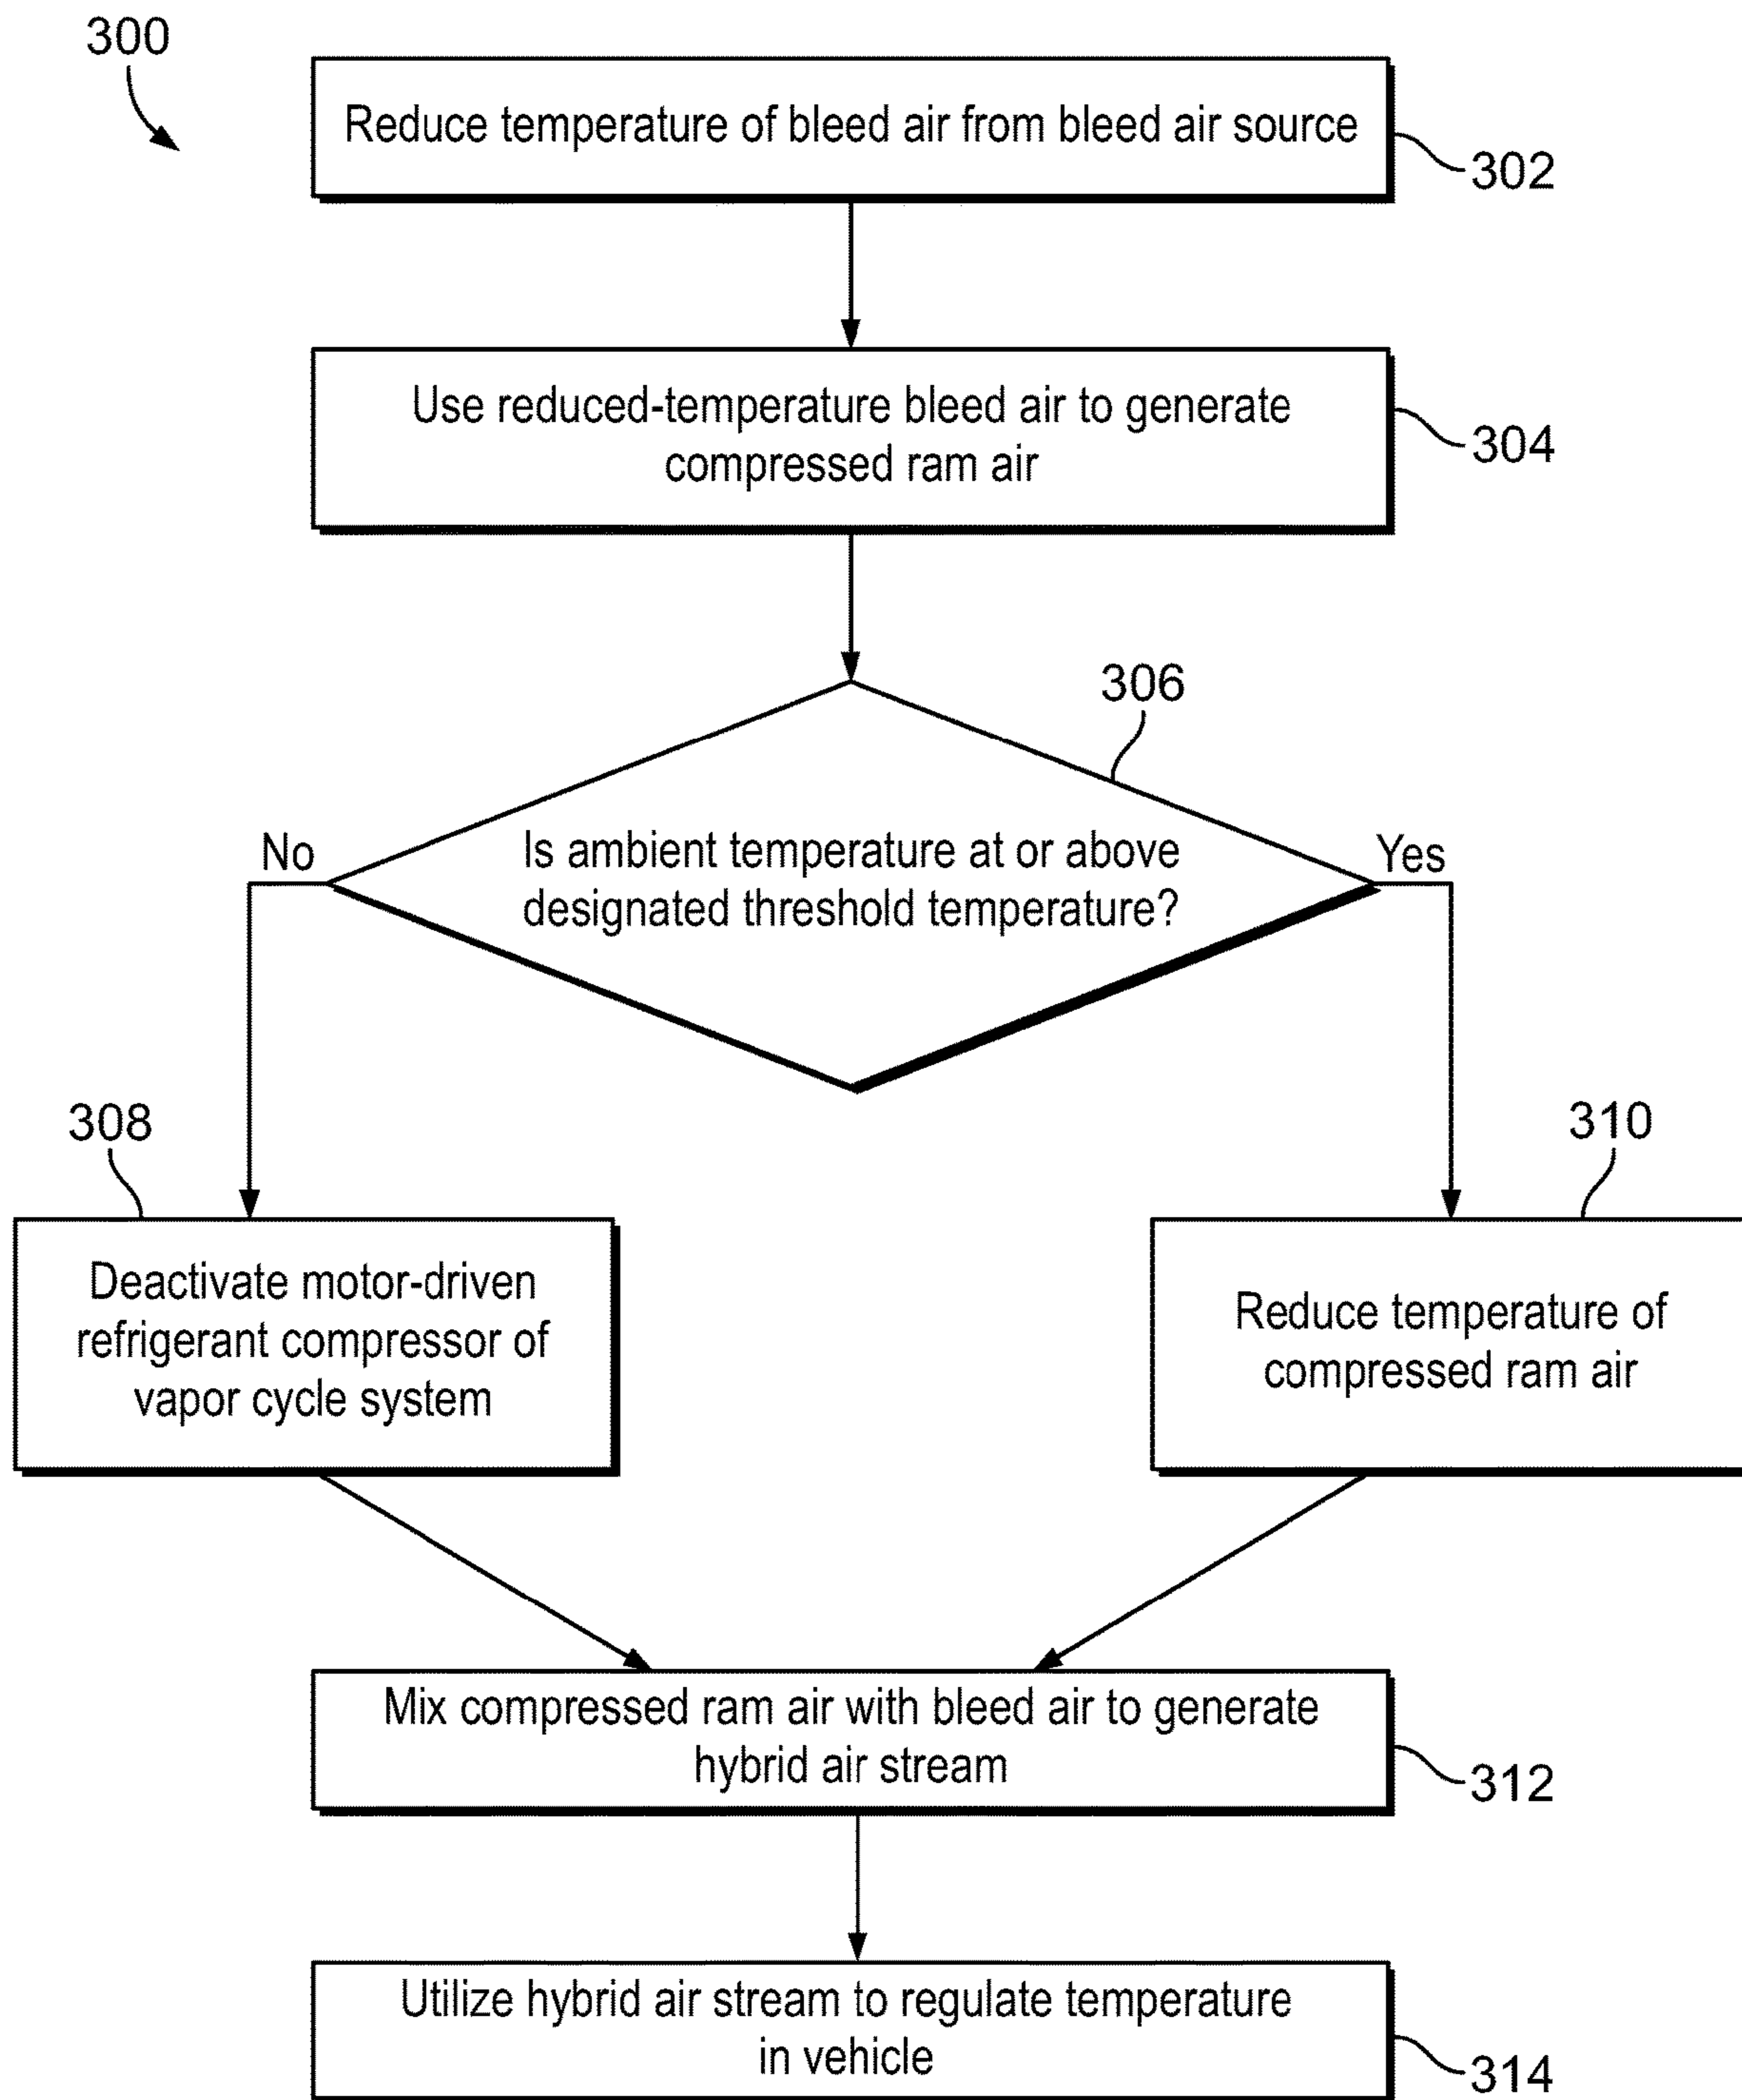 300
Reduce temperature of bleed air from bleed air source
302
Use reduced-temperature bleed air to generate
compressed ram air
304
306
Is ambient temperature at or above
designated threshold temperature?
No
Yes
308
Deactivate motor-driven
refrigerant compressor of
vapor cycle system
310
Reduce temperature of
compressed ram air
Mix compressed ram air with bleed air to generate
hybrid air stream
312
Utilize hybrid air stream to regulate temperature
in vehicle
314